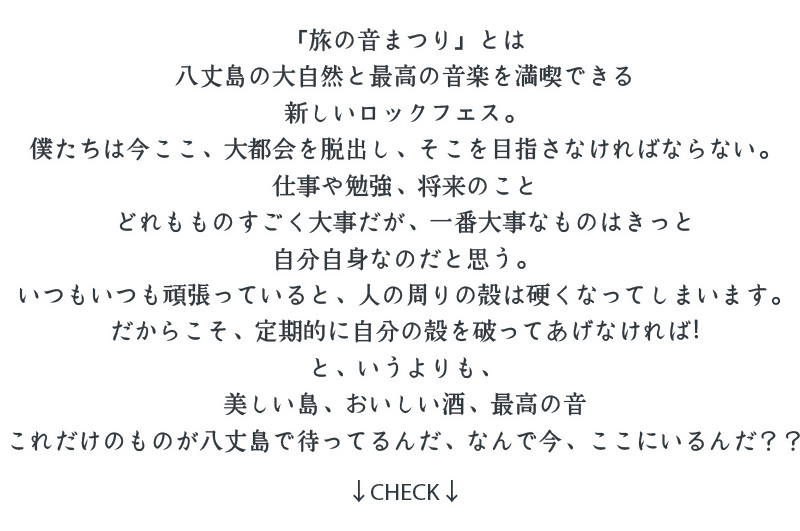 『旅の音まつり』とは
八丈島の大自然と最高の音楽を満喫できる
新しいロックフェス。
僕たちは今ここ、大都会を脱出し、そこを目指さなければならない。
仕事や勉強、将来のこと
どれもものすごく大事だが、一番大事なものはきっと
自分自身なのだと思う。
いつもいつも頑張っていると、人の周りの殻は硬くなってしまいます。
だからこそ、定期的に自分の殻を破ってあげなければ!
と、いうよりも、
美しい島、おいしい酒、最高の音
これだけのものが八丈島で待ってるんだ、なんで今、ここにいるんだ？？
↓CHECK↓